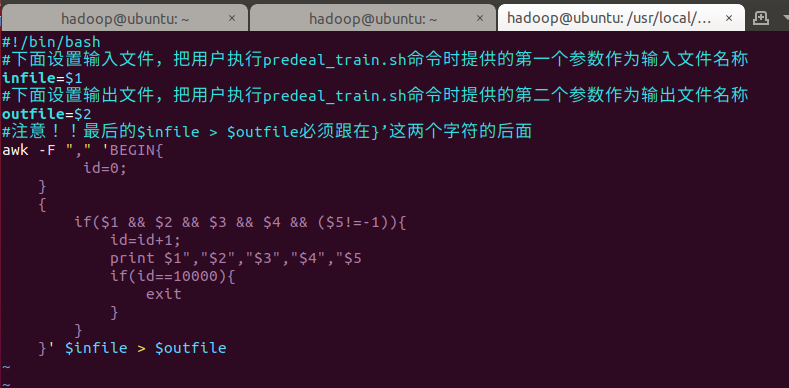 hadoop@ubuntu: ~ × hadoop@ubuntu: ~ × hadoop@ubuntu: /usr/local/... ×
#!/bin/bash
#下面设置输入文件，把用户执行predeal_train.sh命令时提供的第一个参数作为输入文件名称
infile=$1
#下面设置输出文件，把用户执行predeal_train.sh命令时提供的第二个参数作为输出文件名称
outfile=$2
#注意！！最后的$infile > $outfile必须跟在}’这两个字符的后面
awk -F "," 'BEGIN{
         id=0;
    }
    {
        if($1 && $2 && $3 && $4 && ($5!=-1)){
            id=id+1;
            print $1","$2","$3","$4","$5
            if(id==10000){
                exit
            }
        }
    }' $infile > $outfile
~
~